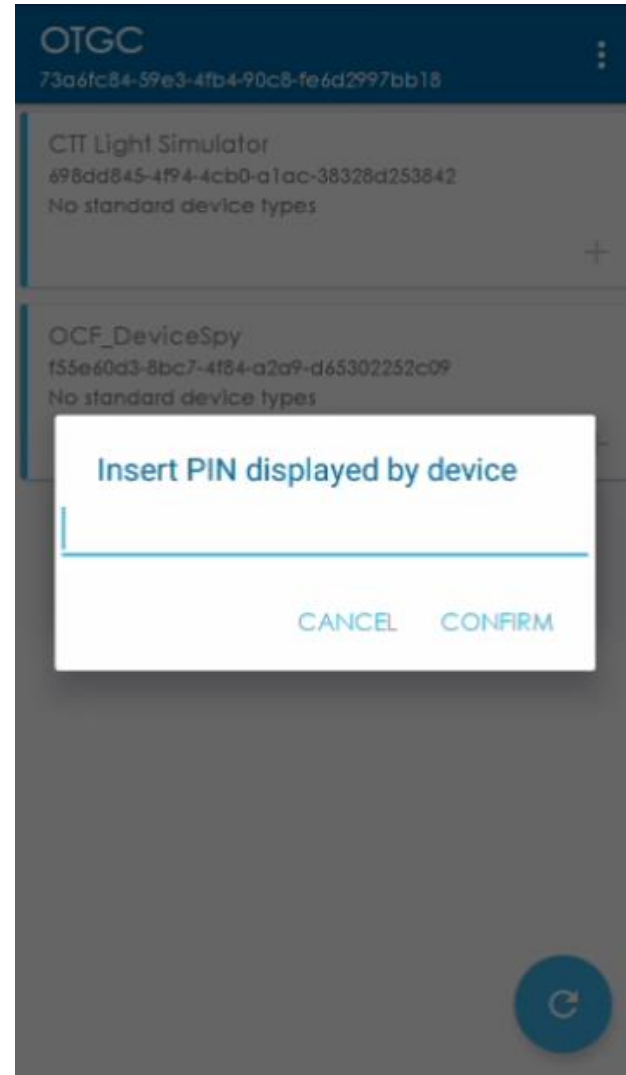 OTGC
73a6fc84-59e3-4fb4-90c8-fe6d2997bb18
CTT Light Simulator
698dd845-4f94-4cb0-a1ac-38328d253842
No standard device types
OCF_DeviceSpy
f55e60d3-8bc7-4f84-a2a9-d65302252c09
No standard device types
Insert PIN displayed by device
CANCEL CONFIRM